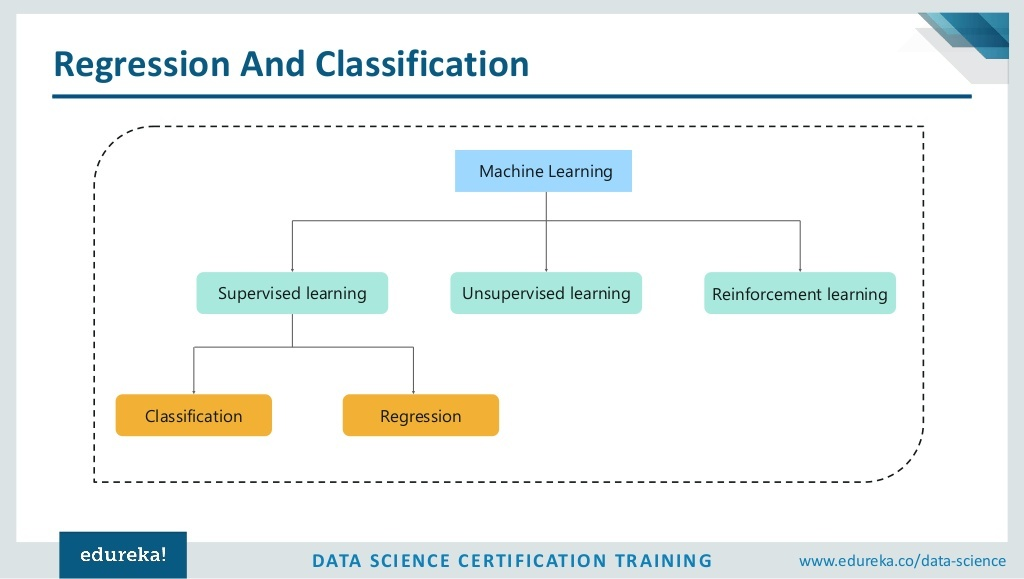 Regression And Classification
Machine Learning
Supervised learning
Unsupervised learning
Reinforcement learning
Classification
Regression
edureka!
DATA SCIENCE CERTIFICATION TRAINING
www.edureka.co/data-science